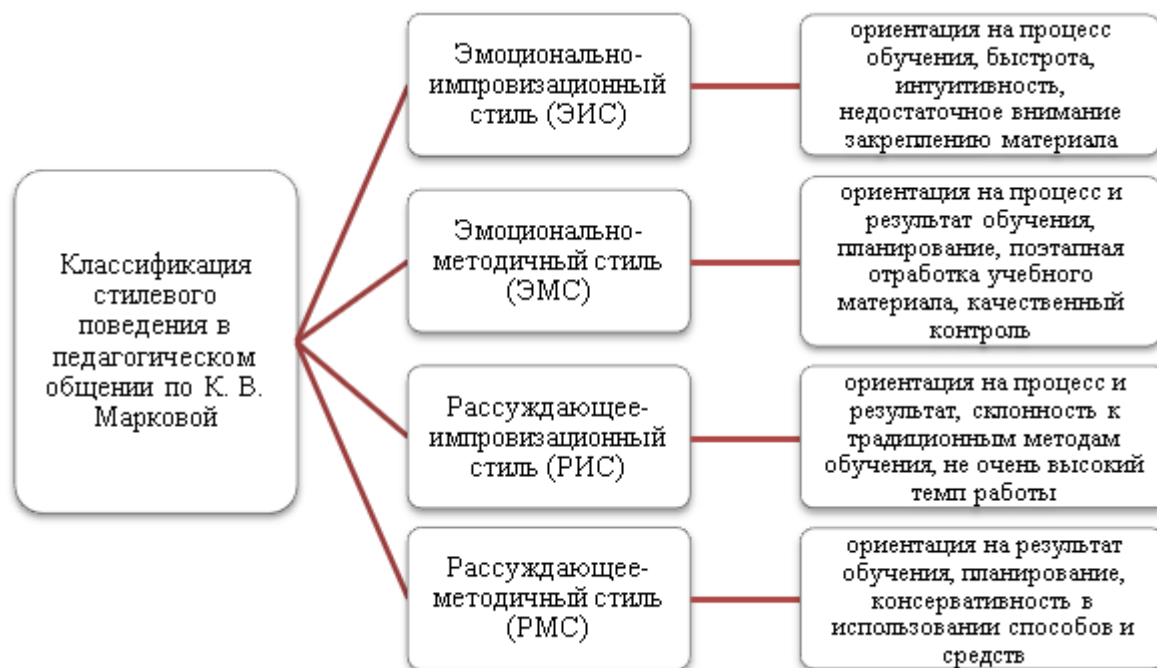 Классификация
стилевого
поведения в
педагогическом
общении по К. В.
Марковой
Эмоционально-
импровизационный
стиль (ЭИС)
ориентация на процесс
обучения, быстрота,
интуитивность,
недостаточное внимание
закреплению материала
Эмоционально-
методичный стиль
(ЭМС)
ориентация на процесс и
результат обучения,
планирование, поэтапная
отработка учебного
материала, качественный
контроль
Рассуждающее-
импровизационный
стиль (РИС)
ориентация на процесс и
результат, склонность к
традиционным методам
обучения, не очень высокий
темп работы
Рассуждающее-
методичный стиль
(РМС)
ориентация на результат
обучения, планирование,
консервативность в
использовании способов и
средств